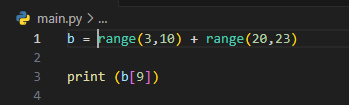 main.py > ...
1 b = range(3,10) + range(20,23)
2
3 print (b[9])
4